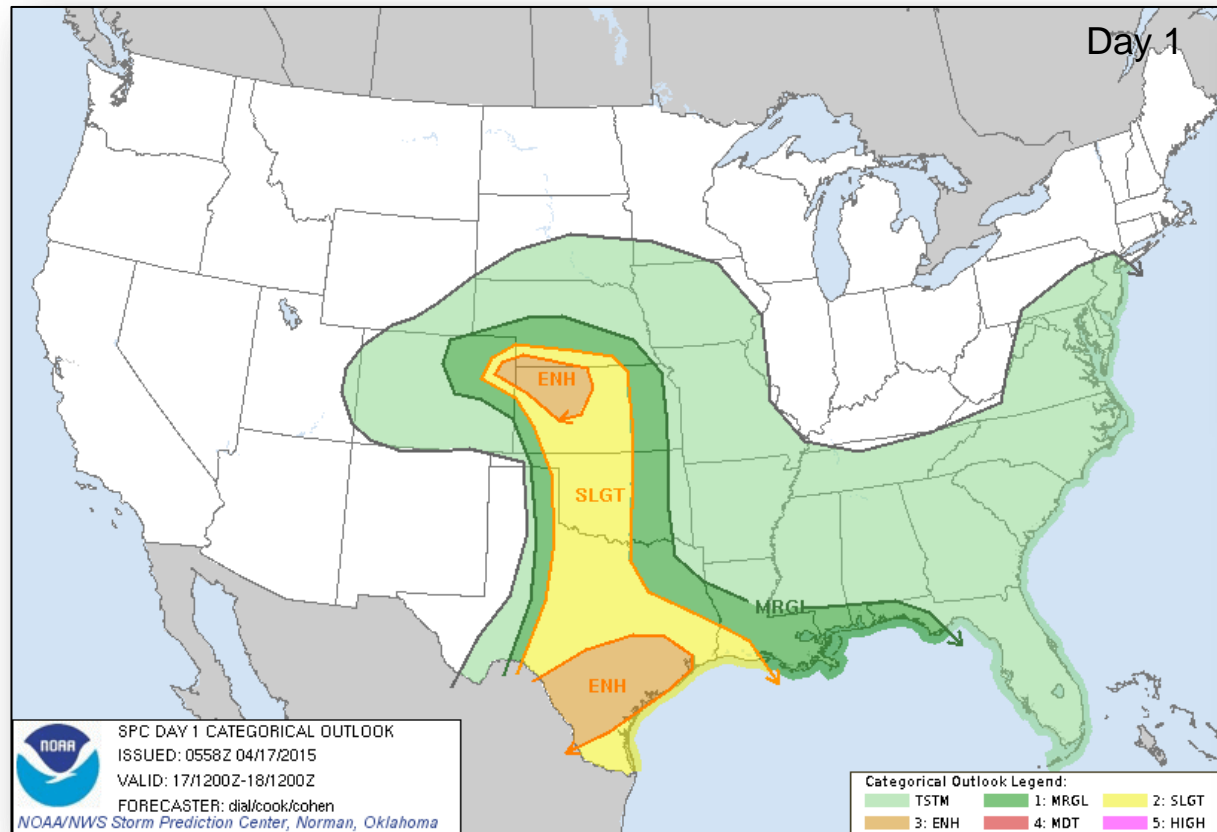 Day 1
ENH
SLGT
MRGL
ENH
NOAA
SPC DAY 1 CATEGORICAL OUTLOOK
ISSUED: 0558Z 04/17/2015
VALID: 17/1200Z-18/1200Z
FORECASTER: dial/cook/cohen
NOAA/NWS Storm Prediction Center, Norman, Oklahoma
Categorical Outlook Legend:
TSTM 1: MRGL 2: SLGT
3: ENH 4: MDT 5: HIGH